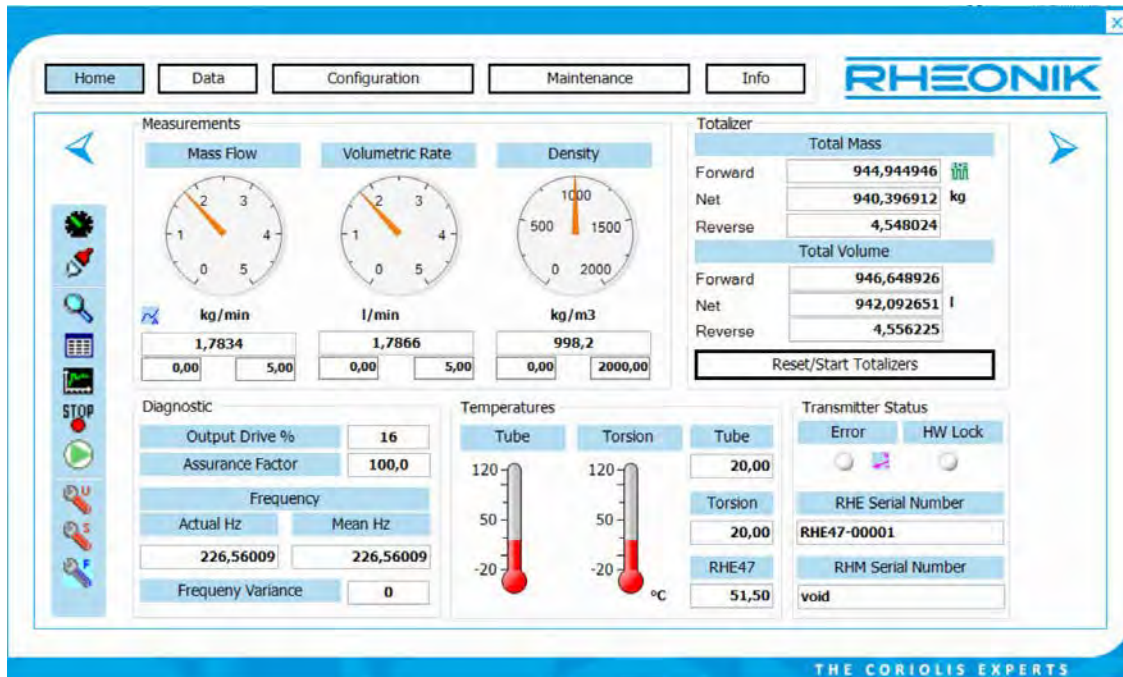 Home Data Configuration Maintenance Info RHEONIK
Measurements
Mass Flow Volumetric Rate Density
2 3 2 3 1000
1 4 1 4 500 1500
0 5 0 5 0 2000
kg/min l/min kg/m3
1,7834 1,7866 998,2
0,00 5,00 0,00 5,00 0,00 2000,00
Totalizer
Total Mass
Forward 944,944946
Net 940,396912 kg
Reverse 4,548024
Total Volume
Forward 946,648926
Net 942,092651 l
Reverse 4,556225
Reset/Start Totalizers
STOP
U
S
F
Diagnostic
Output Drive % 16
Assurance Factor 100,0
Frequency
Actual Hz Mean Hz
226,56009 226,56009
Frequeny Variance 0
Temperatures
Tube Torsion Tube
120 120 20,00
50 50 Torsion
20,00
-20 -20 RHE47
ºC 51,50
Transmitter Status
Error HW Lock
RHE Serial Number
RHE47-00001
RHM Serial Number
void
THE CORIOLIS EXPERTS